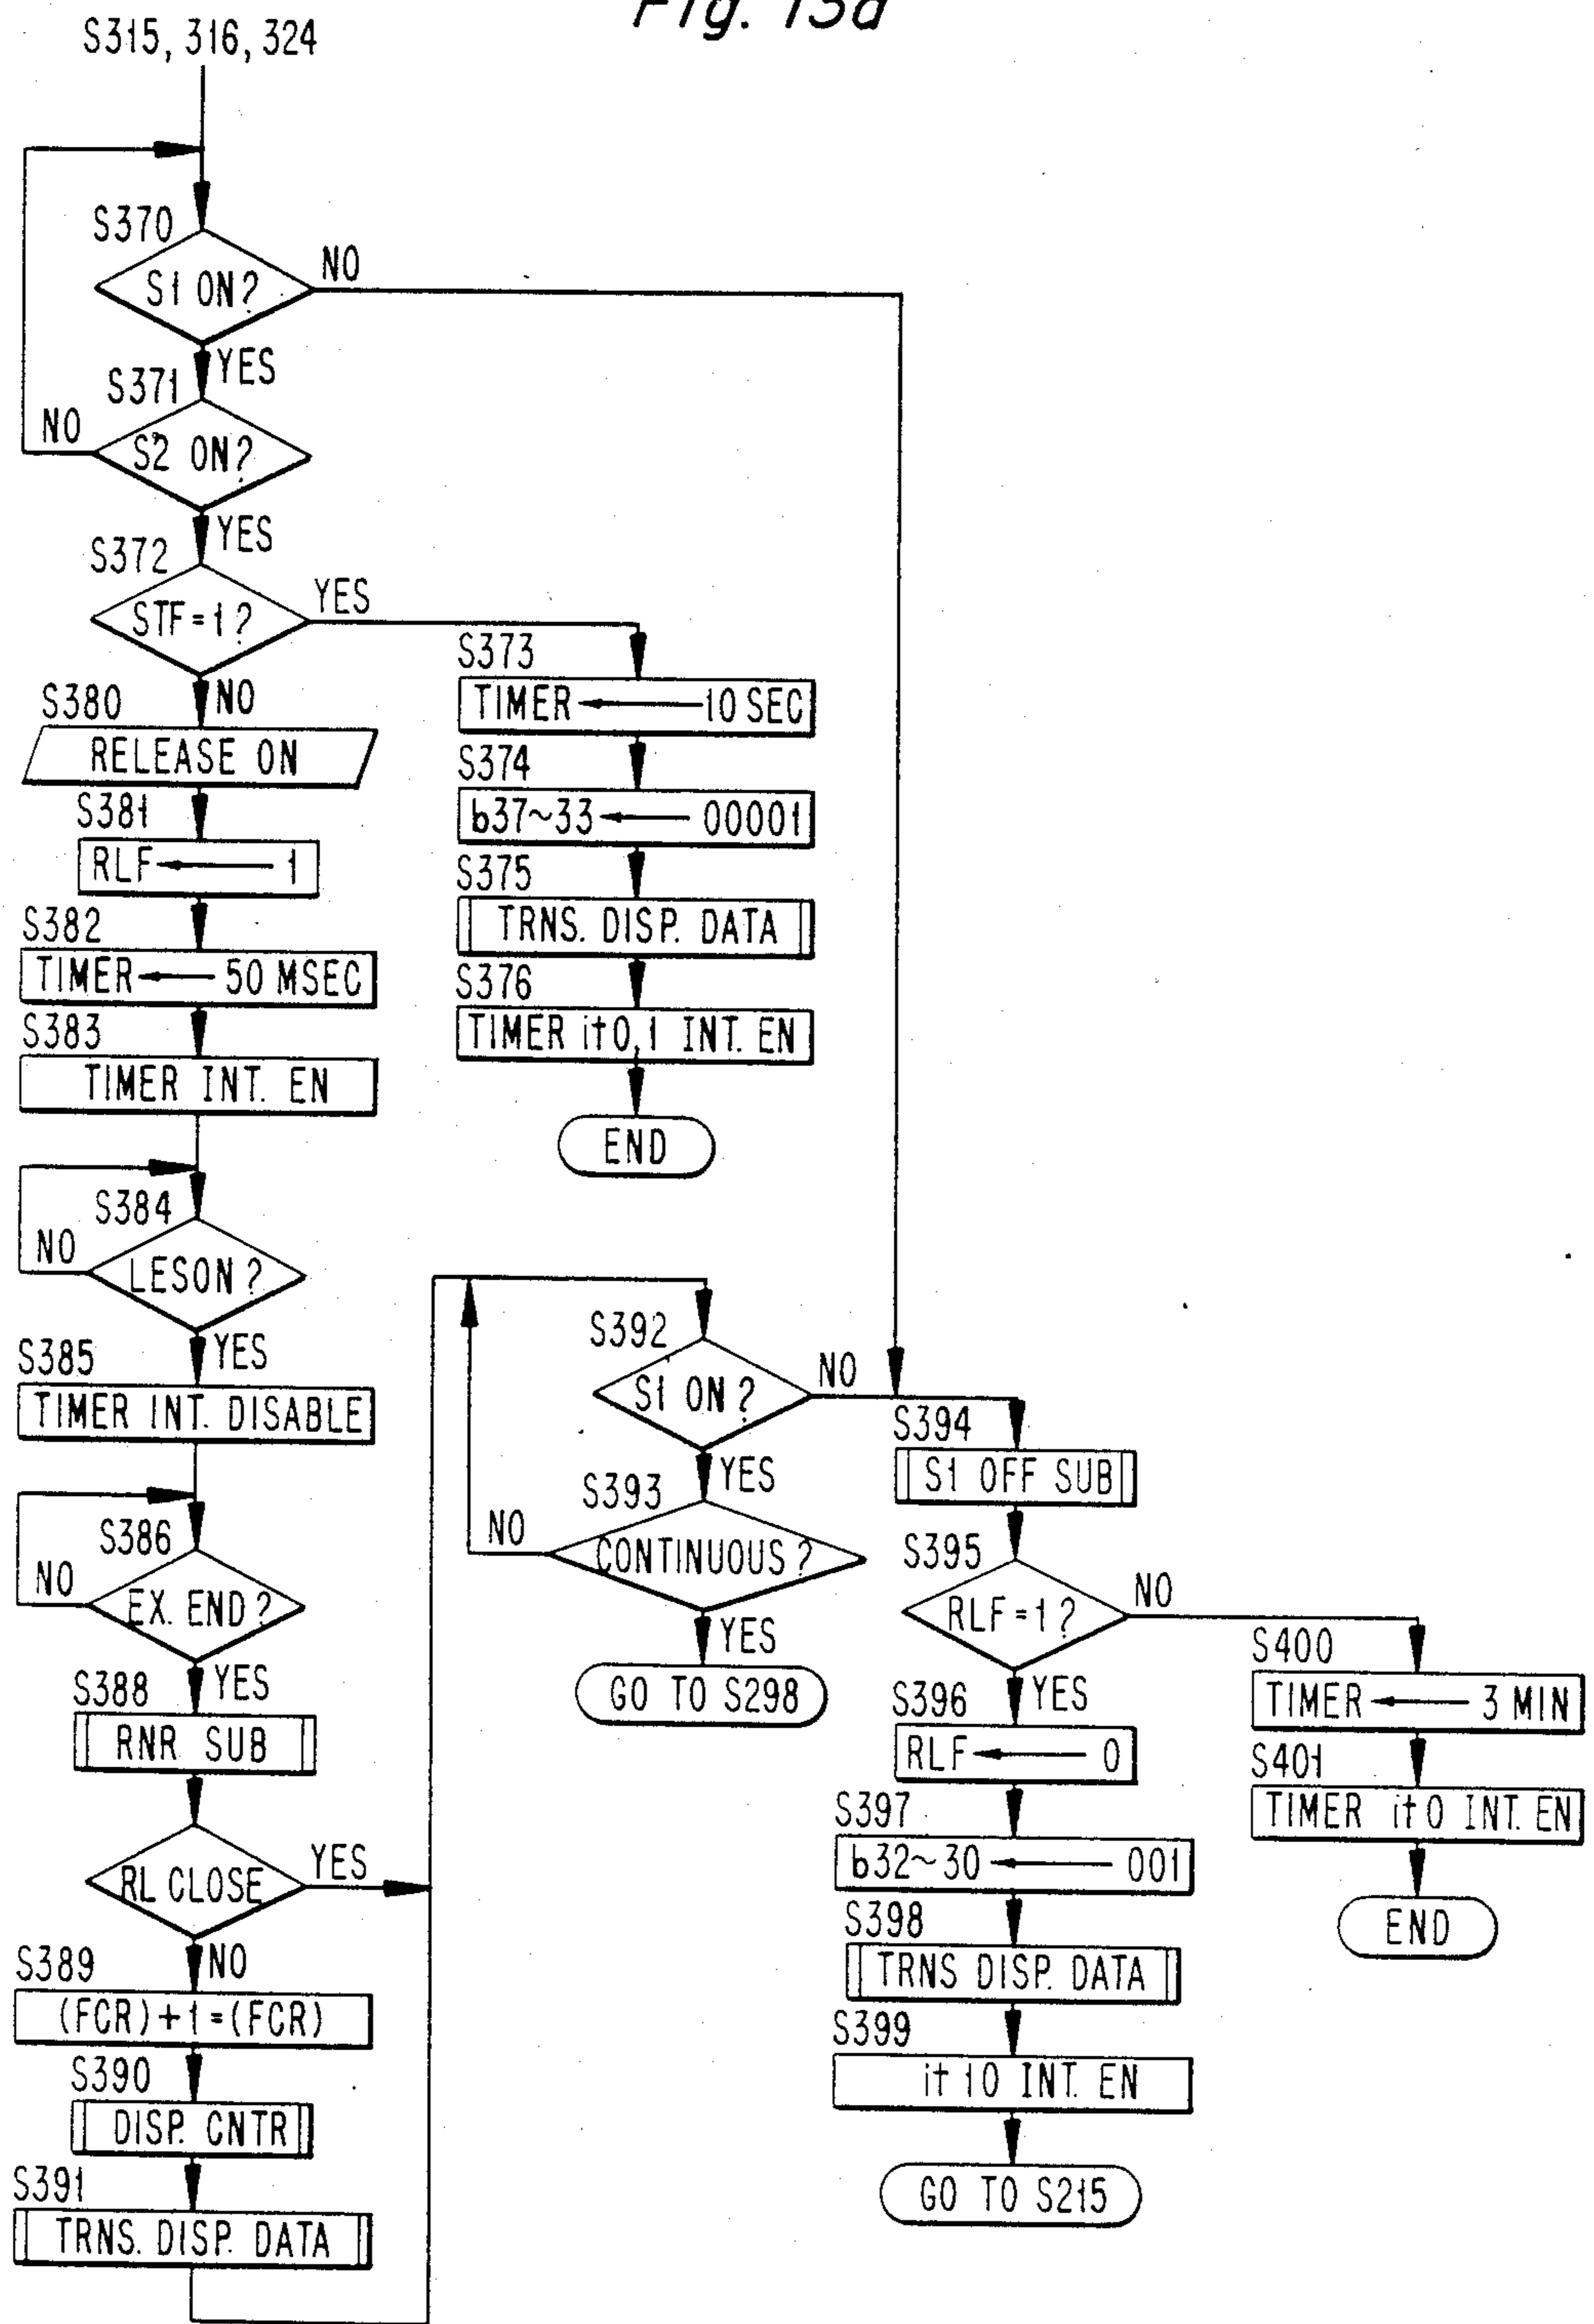 Fig. 13a
S315, 316, 324
S370
S1 ON?
NO
YES
S371
S2 ON?
NO
YES
S372
STF=1?
YES
NO
S373
TIMER ← 10 SEC
S374
b37~33 ← 00001
S375
TRNS. DISP. DATA
S376
TIMER it0,1 INT. EN
END
S380
RELEASE ON
S381
RLF ← 1
S382
TIMER ← 50 MSEC
S383
TIMER INT. EN
S384
LESON?
NO
YES
S385
TIMER INT. DISABLE
S386
EX. END?
NO
YES
S388
RNR SUB
RL CLOSE
YES
NO
S389
(FCR)+1=(FCR)
S390
DISP. CNTR
S391
TRNS. DISP. DATA
S392
S1 ON?
NO
YES
S393
CONTINUOUS?
NO
YES
GO TO S298
S394
S1 OFF SUB
S395
RLF=1?
NO
YES
S396
RLF ← 0
S397
b32~30 ← 001
S398
TRNS DISP. DATA
S399
it 10 INT. EN
GO TO S215
S400
TIMER ← 3 MIN
S401
TIMER it0 INT. EN
END